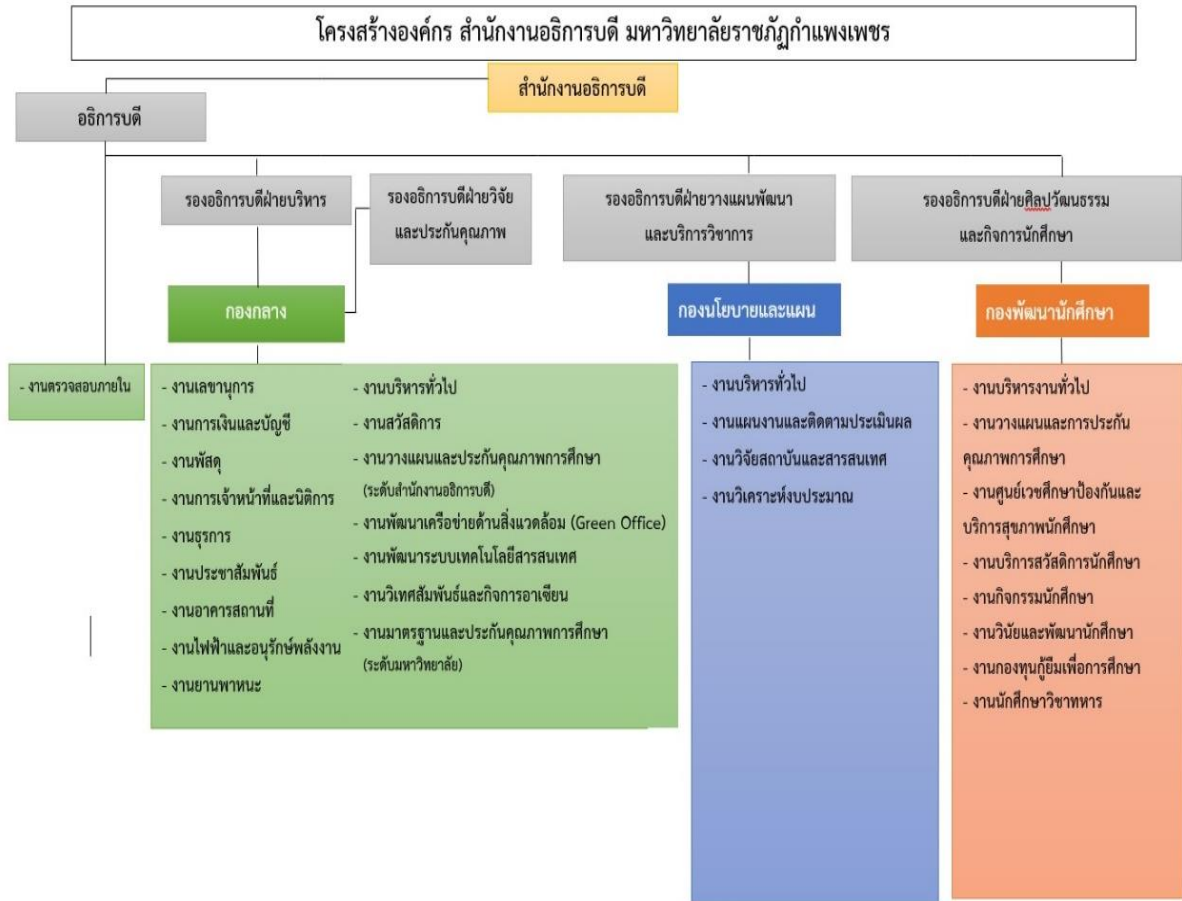 โครงสร้างองค์กร สำนักงานอธิการบดี มหาวิทยาลัยราชภัฏกำแพงเพชร
สำนักงานอธิการบดี
อธิการบดี
รองอธิการบดีฝ่ายบริหาร
รองอธิการบดีฝ่ายวิจัย
และประกันคุณภาพ
รองอธิการบดีฝ่ายวางแผนพัฒนา
และบริการวิชาการ
รองอธิการบดีฝ่ายศิลปวัฒนธรรม
และกิจการนักศึกษา
กองกลาง
กองนโยบายและแผน
กองพัฒนานักศึกษา
- งานตรวจสอบภายใน
- งานเลขานุการ
- งานการเงินและบัญชี
- งานพัสดุ
- งานการเจ้าหน้าที่และนิติการ
- งานธุรการ
- งานประชาสัมพันธ์
- งานอาคารสถานที่
- งานไฟฟ้าและอนุรักษ์พลังงาน
- งานยานพาหนะ
- งานบริหารทั่วไป
- งานสวัสดิการ
- งานวางแผนและประกันคุณภาพการศึกษา
(ระดับสำนักงานอธิการบดี)
- งานพัฒนาเครือข่ายด้านสิ่งแวดล้อม (Green Office)
- งานพัฒนาระบบเทคโนโลยีสารสนเทศ
- งานวิเทศสัมพันธ์และกิจการอาเซียน
- งานมาตรฐานและประกันคุณภาพการศึกษา
(ระดับมหาวิทยาลัย)
- งานบริหารทั่วไป
- งานแผนงานและติดตามประเมินผล
- งานวิจัยสถาบันและสารสนเทศ
- งานวิเคราะห์งบประมาณ
- งานบริหารงานทั่วไป
- งานวางแผนและการประกัน
คุณภาพการศึกษา
- งานศูนย์เวชศึกษาป้องกันและ
บริการสุขภาพนักศึกษา
- งานบริการสวัสดิการนักศึกษา
- งานกิจกรรมนักศึกษา
- งานวินัยและพัฒนานักศึกษา
- งานกองทุนกู้ยืมเพื่อการศึกษา
- งานนักศึกษาวิชาทหาร